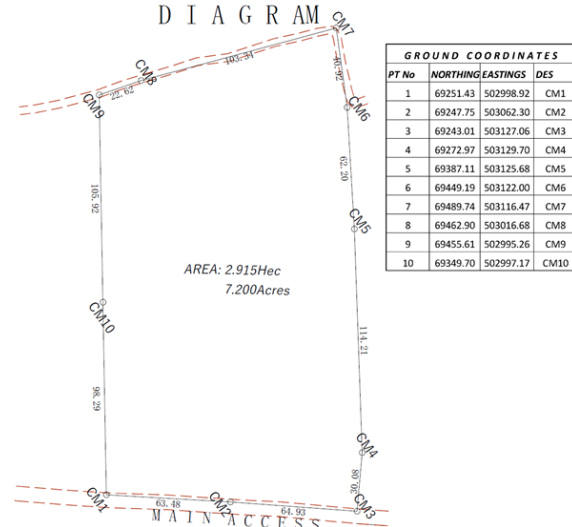 D I A G R A M
CM7
CM8
103.34
40.92
22.62
CM9
CM6
62.20
105.92
CM5
AREA: 2.915Hec
7.200Acres
CM10
114.21
98.29
CM4
30.08
CM1
63.48
CM2
64.93
CM3
MAIN ACCESS
GROUND COORDINATES
PT No NORTHING EASTINGS DES
1 69251.43 502998.92 CM1
2 69247.75 503062.30 CM2
3 69243.01 503127.06 CM3
4 69272.97 503129.70 CM4
5 69387.11 503125.68 CM5
6 69449.19 503122.00 CM6
7 69489.74 503116.47 CM7
8 69462.90 503016.68 CM8
9 69455.61 502995.26 CM9
10 69349.70 502997.17 CM10